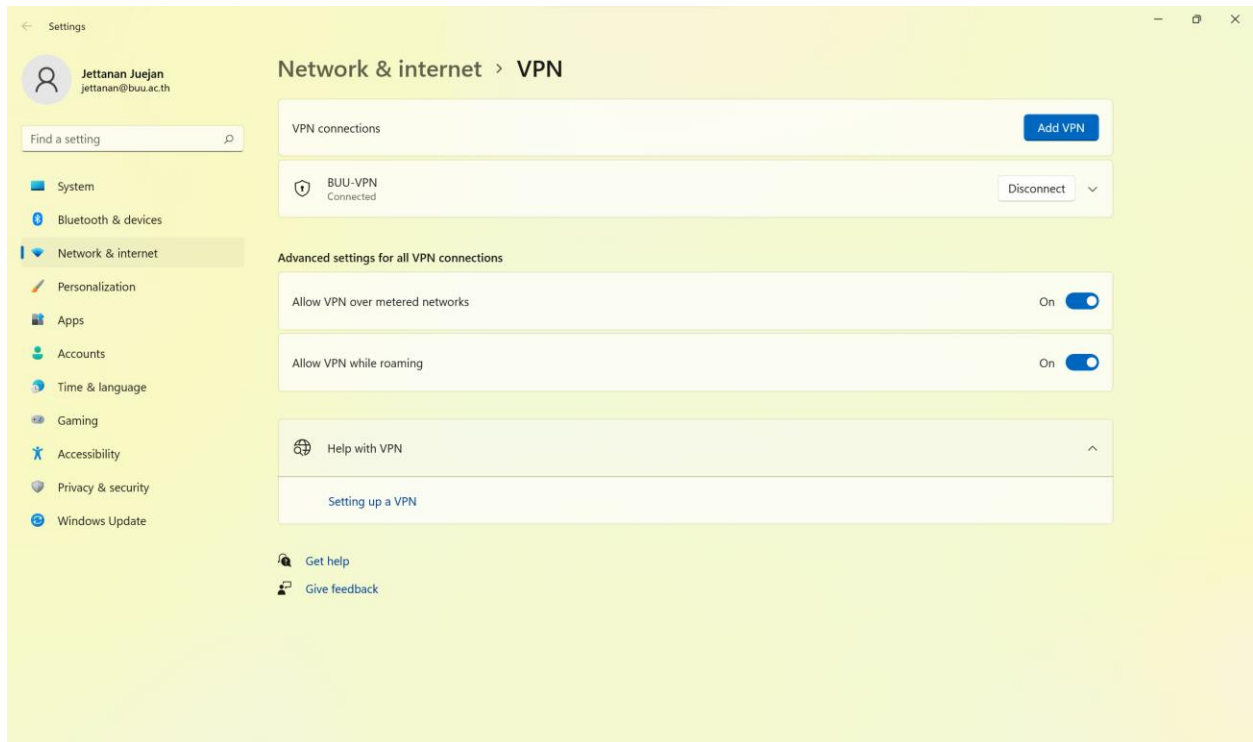 Settings
Jettanan Juejan
jettanan@buu.ac.th
Find a setting
System
Bluetooth & devices
Network & internet
Personalization
Apps
Accounts
Time & language
Gaming
Accessibility
Privacy & security
Windows Update
Network & internet > VPN
VPN connections
Add VPN
BUU-VPN
Connected
Disconnect
Advanced settings for all VPN connections
Allow VPN over metered networks
On
Allow VPN while roaming
On
Help with VPN
Setting up a VPN
Get help
Give feedback